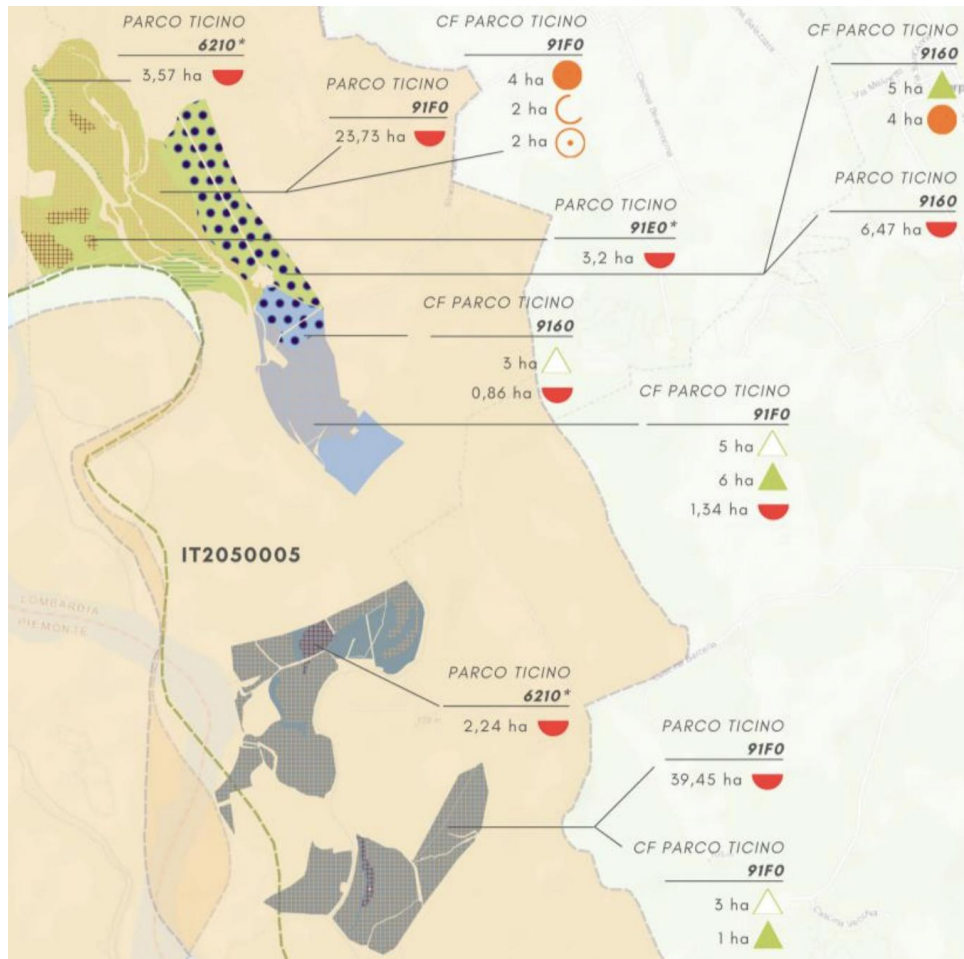 PARCO TICINO
6210*
3,57 ha
PARCO TICINO
91F0
23,73 ha
CF PARCO TICINO
91F0
4 ha
2 ha
2 ha
CF PARCO TICINO
9160
5 ha
4 ha
PARCO TICINO
9160
6,47 ha
PARCO TICINO
91E0*
3,2 ha
CF PARCO TICINO
9160
3 ha
0,86 ha
CF PARCO TICINO
91F0
5 ha
6 ha
1,34 ha
IT2050005
LOMBARDIA
PIEMONTE
PARCO TICINO
6210*
2,24 ha
PARCO TICINO
91F0
39,45 ha
CF PARCO TICINO
91F0
3 ha
1 ha